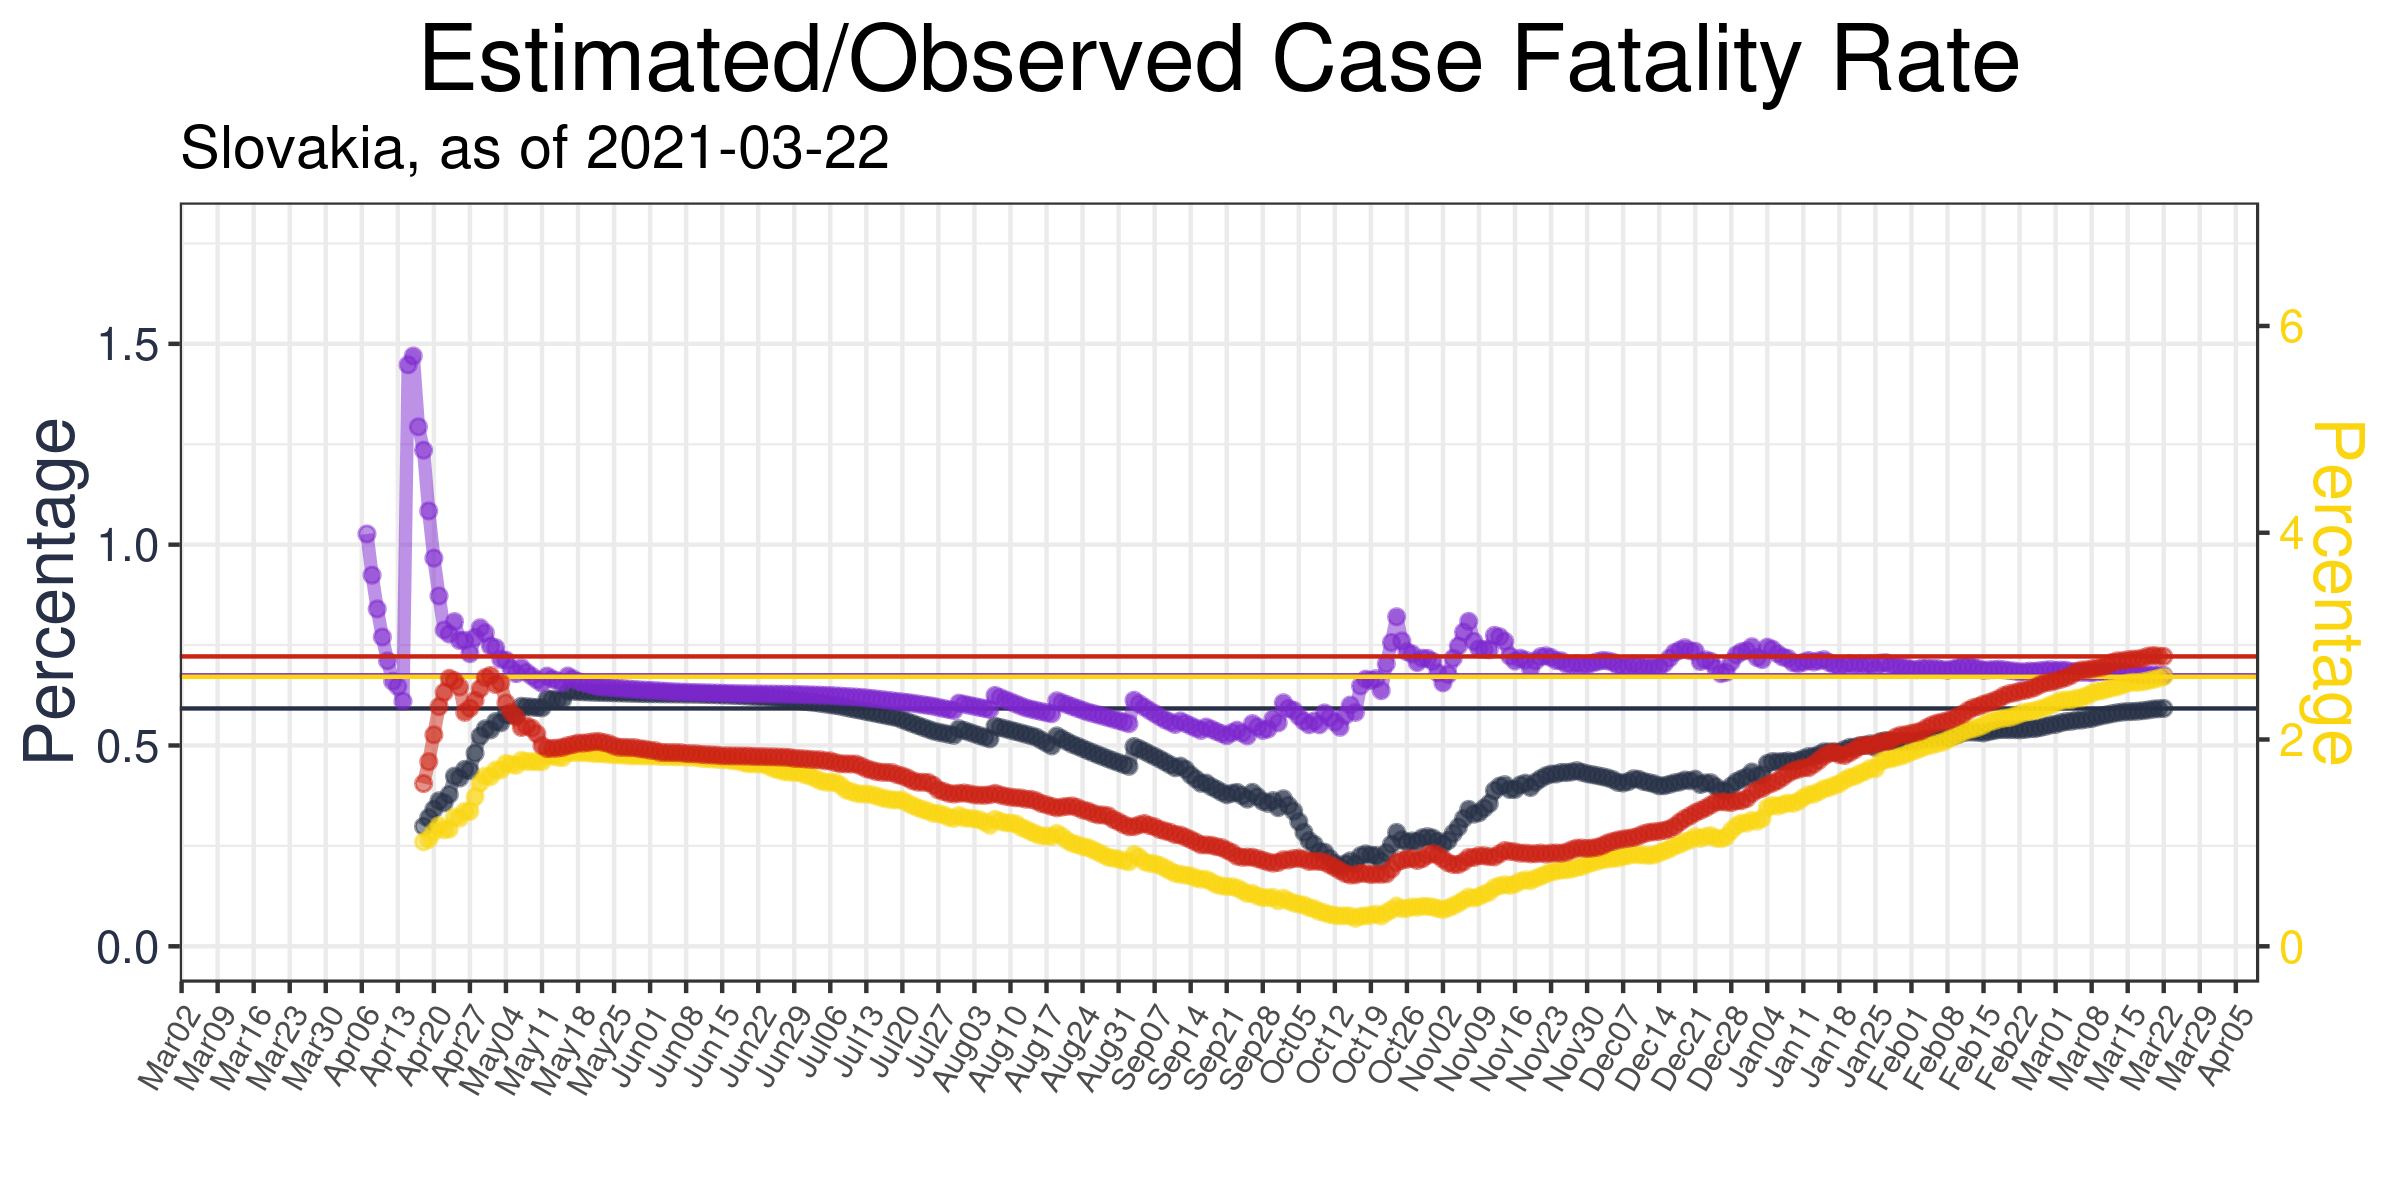 Estimated/Observed Case Fatality Rate
Slovakia, as of 2021-03-22
Percentage
1.5
1.0
0.5
0.0
6
4
2
0
Percentage
Mar02
Mar09
Mar16
Mar23
Mar30
Apr06
Apr13
Apr20
Apr27
May04
May11
May18
May25
Jun01
Jun08
Jun15
Jun22
Jun29
Jul06
Jul13
Jul20
Jul27
Aug03
Aug10
Aug17
Aug24
Aug31
Sep07
Sep14
Sep21
Sep28
Oct05
Oct12
Oct19
Oct26
Nov02
Nov09
Nov16
Nov23
Nov30
Dec07
Dec14
Dec21
Dec28
Jan04
Jan11
Jan18
Jan25
Feb01
Feb08
Feb15
Feb22
Mar01
Mar08
Mar15
Mar22
Mar29
Apr05